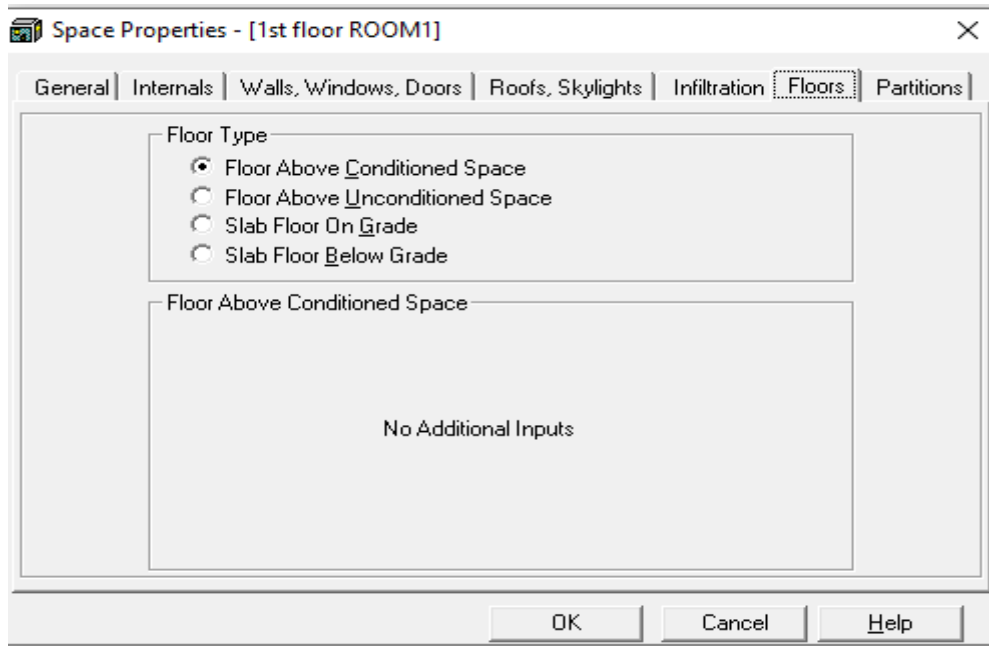 Space Properties - [1st floor ROOM1]
General Internals Walls, Windows, Doors Roofs, Skylights Infiltration Floors Partitions
Floor Type
Floor Above Conditioned Space
Floor Above Unconditioned Space
Slab Floor On Grade
Slab Floor Below Grade
Floor Above Conditioned Space
No Additional Inputs
OK Cancel Help